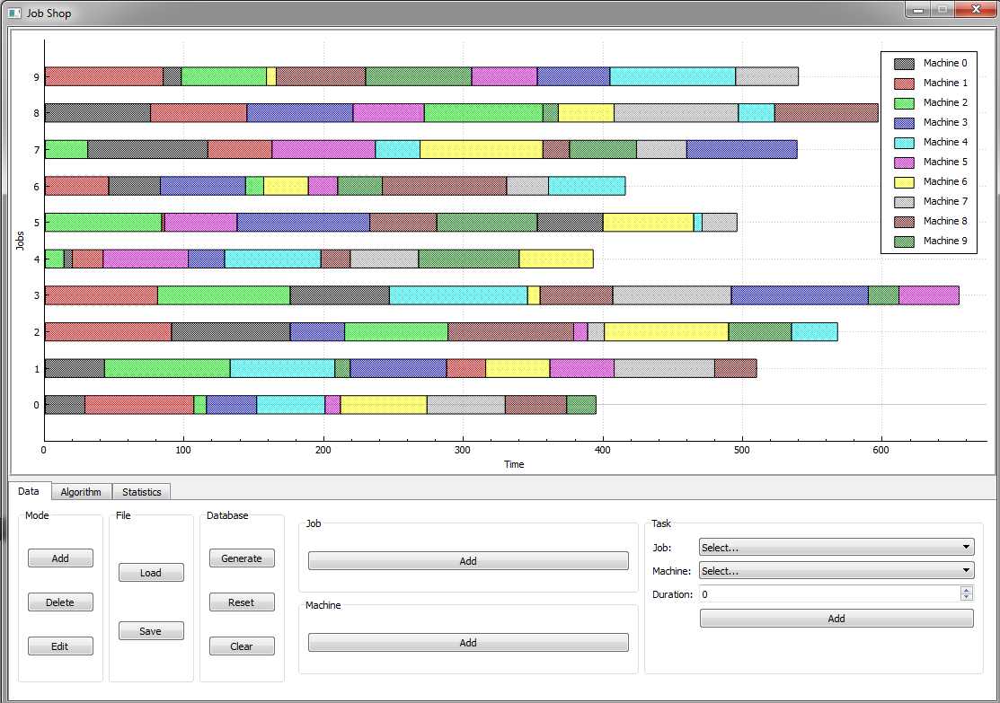 Job Shop
9
8
7
6
5
4
3
2
1
0
Jobs
Machine 0
Machine 1
Machine 2
Machine 3
Machine 4
Machine 5
Machine 6
Machine 7
Machine 8
Machine 9
0 100 200 300 400 500 600
Time
Data Algorithm Statistics
Mode
Add
Delete
Edit
File
Load
Save
Database
Generate
Reset
Clear
Job
Add
Machine
Add
Task
Job: Select...
Machine: Select...
Duration: 0
Add